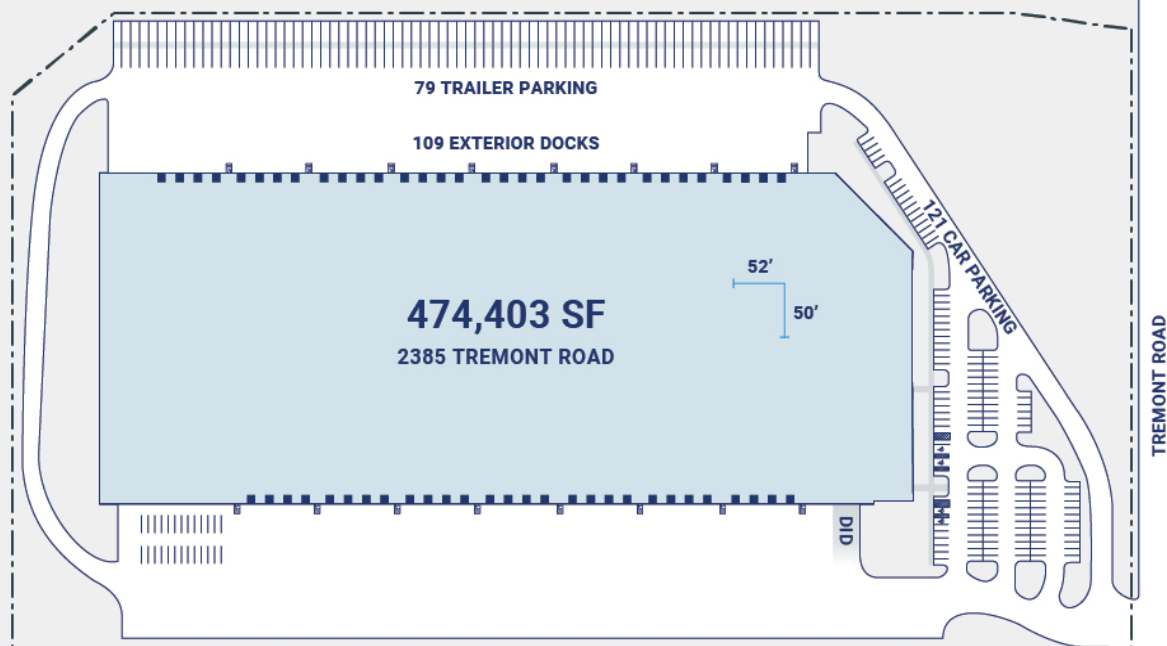 79 TRAILER PARKING
109 EXTERIOR DOCKS
121 CAR PARKING
52’
50’
474,403 SF
2385 TREMONT ROAD
TREMONT ROAD
DID